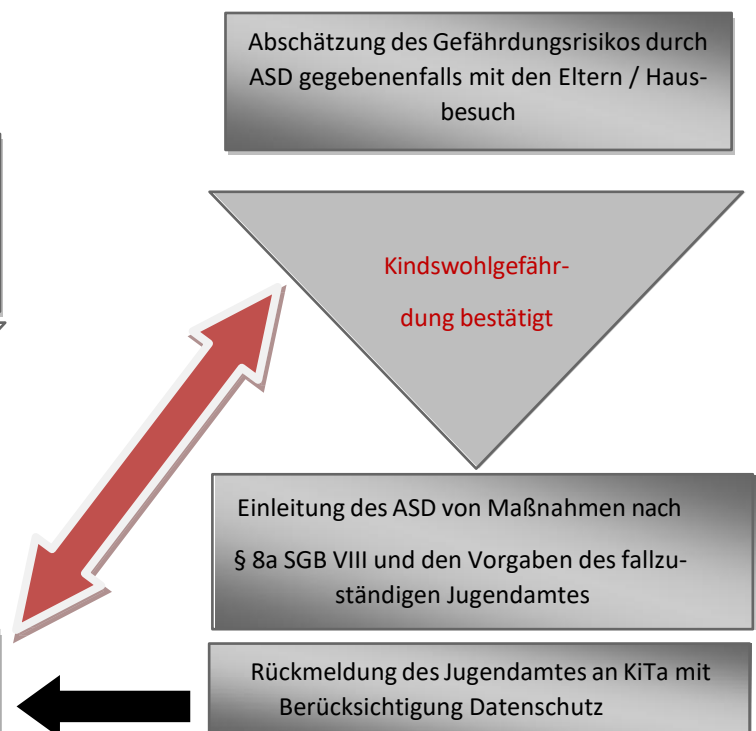 Abschätzung des Gefährdungsrisikos durch
ASD gegebenenfalls mit den Eltern / Haus-
besuch
Kindswohlgefähr-
dung bestätigt
Einleitung des ASD von Maßnahmen nach
§ 8a SGB VIII und den Vorgaben des fallzu-
ständigen Jugendamtes
Rückmeldung des Jugendamtes an KiTa mit
Berücksichtigung Datenschutz